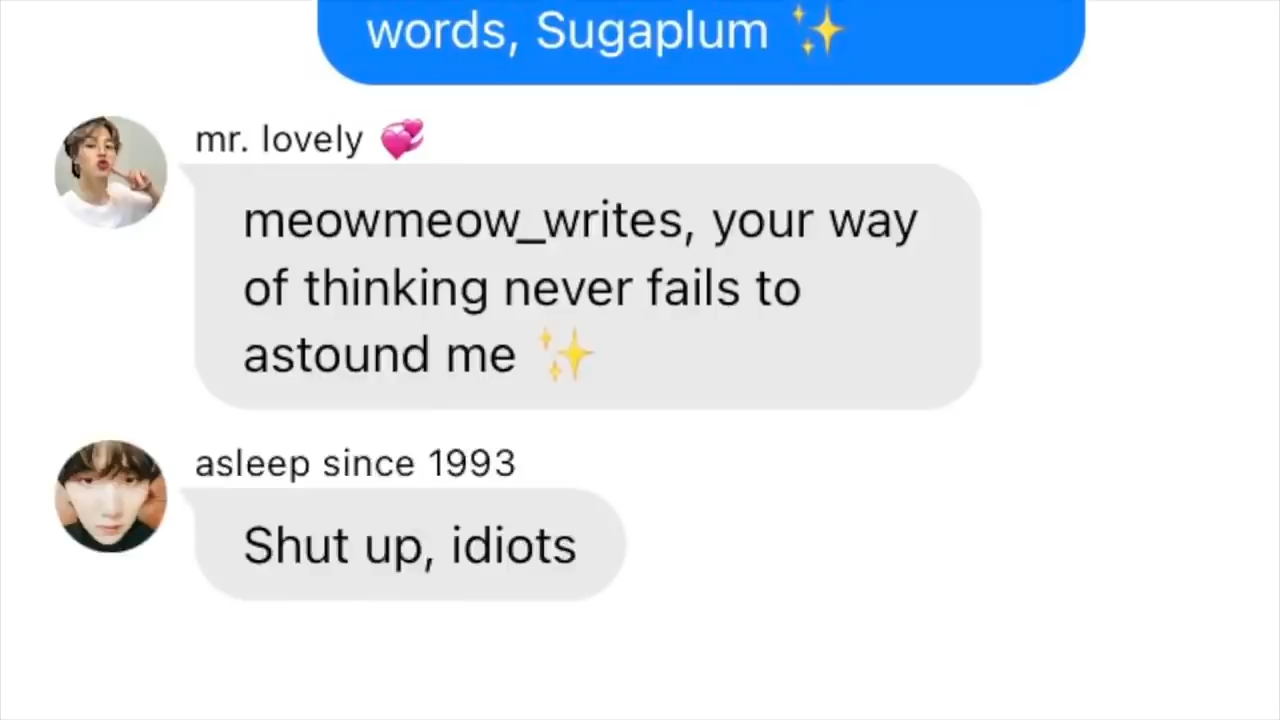 words, Sugaplum ✨
mr. lovely 💞
meowmeow_writes, your way
of thinking never fails to
astound me ✨
asleep since 1993
Shut up, idiots